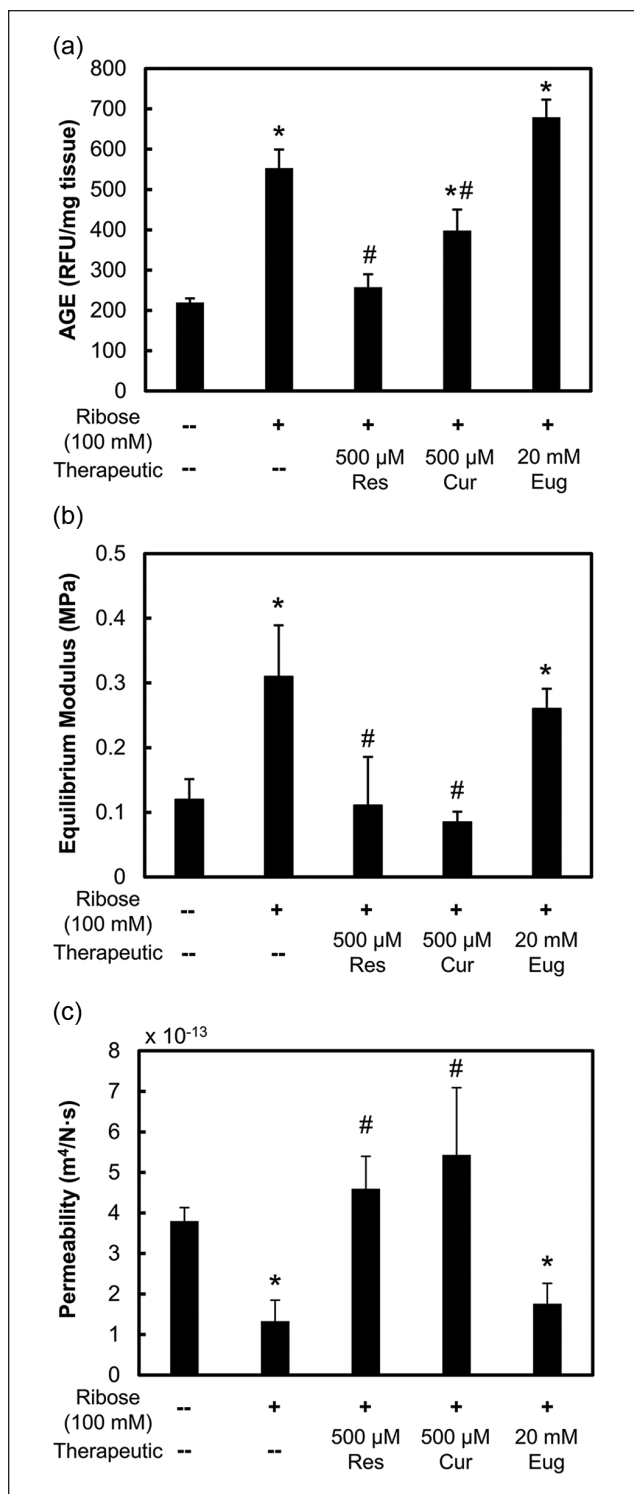 (a)
AGE (RFU/mg tissue)
800
700
600
500
400
300
200
100
0
*
#
*#
*
Ribose
(100 mM)
-- + + + +
Therapeutic -- -- 500 µM 500 µM 20 mM
Res Cur Eug
(b)
Equilibrium Modulus (MPa)
0.5
0.4
0.3
0.2
0.1
0
*
#
#
*
Ribose
(100 mM)
-- + + + +
Therapeutic -- -- 500 µM 500 µM 20 mM
Res Cur Eug
(c)
x 10⁻¹³
Permeability (m⁴/N·s)
8
7
6
5
4
3
2
1
0
*
#
#
*
Ribose
(100 mM)
-- + + + +
Therapeutic -- -- 500 µM 500 µM 20 mM
Res Cur Eug